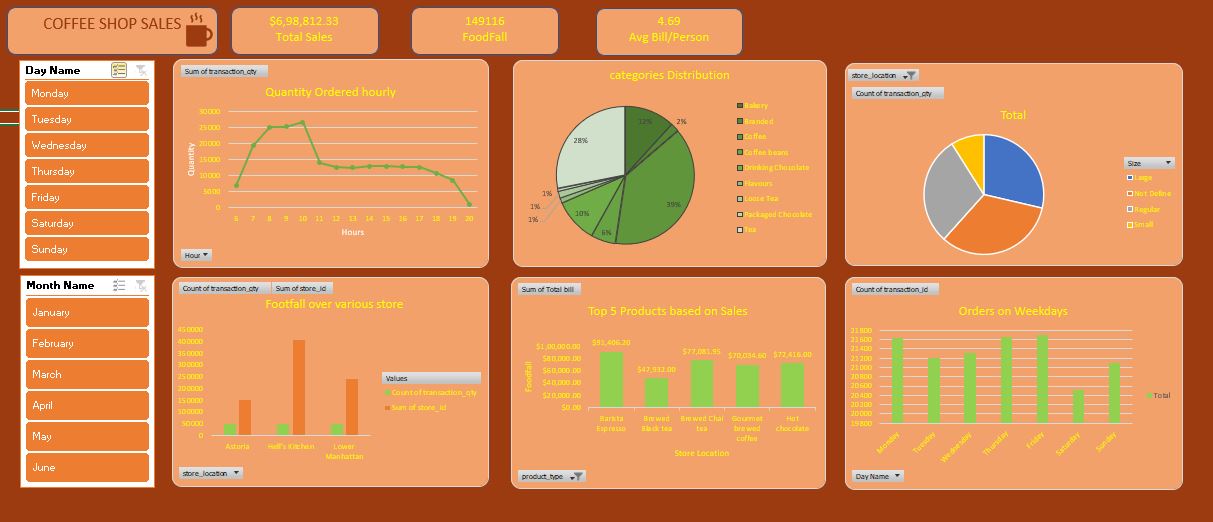 COFFEE SHOP SALES
$6,98,812.33
Total Sales
149116
FoodFall
4.69
Avg Bill/Person
Day Name
Monday
Tuesday
Wednesday
Thursday
Friday
Saturday
Sunday
Month Name
January
February
March
April
May
June
Sum of transaction_qty
Quantity Ordered hourly
Quantity
30000
25000
20000
15000
10000
5000
0
6 7 8 9 10 11 12 13 14 15 16 17 18 19 20
Hours
Hour
categories Distribution
12%
2%
39%
6%
10%
1%
1%
1%
28%
Bakery
Branded
Coffee
Coffee beans
Drinking Chocolate
Flavours
Loose Tea
Packaged Chocolate
Tea
store_location
Count of transaction_qty
Total
Size
Large
Not Define
Regular
Small
Count of transaction_qty Sum of store_id
Footfall over various store
450000
400000
350000
300000
250000
200000
150000
100000
50000
0
Astoria Hell's Kitchen Lower Manhattan
Values
Count of transaction_qty
Sum of store_id
store_location
Sum of Total bill
Top 5 Products based on Sales
Footfall
$1,00,000.00
$80,000.00
$60,000.00
$40,000.00
$20,000.00
$0.00
$91,406.20
$47,932.00
$77,081.95
$70,034.60
$72,416.00
Barista Espresso
Brewed Black tea
Brewed Chai tea
Gourmet brewed coffee
Hot chocolate
Store Location
product_type
Count of transaction_id
Orders on Weekdays
21800
21600
21400
21200
21000
20800
20600
20400
20200
20000
19800
Monday Tuesday Wednesday Thursday Friday Saturday Sunday
Total
Day Name